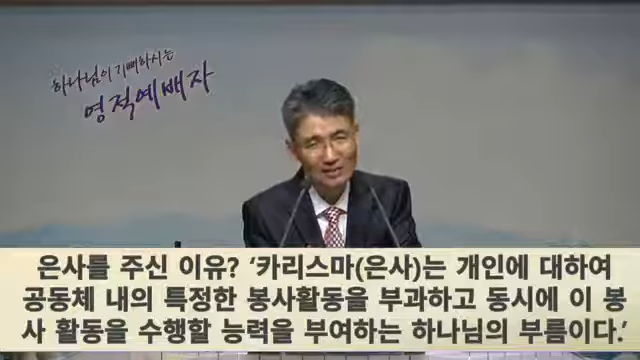 하나님이 기뻐하시는
영적예배자
은사를 주신 이유? '카리스마(은사)는 개인에 대하여
공동체 내의 특정한 봉사활동을 부과하고 동시에 이 봉
사 활동을 수행할 능력을 부여하는 하나님의 부름이다.'